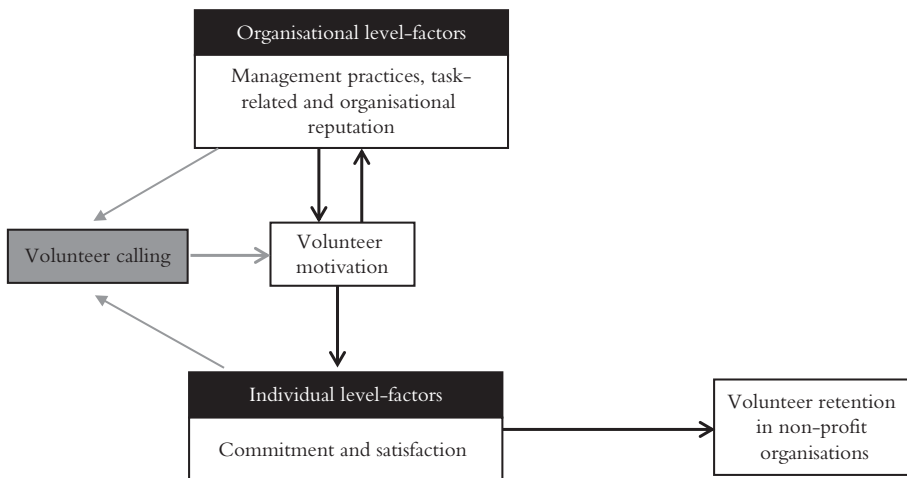 Organisational level-factors
Management practices, task-
related and organisational
reputation
Volunteer calling
Volunteer
motivation
Individual level-factors
Commitment and satisfaction
Volunteer retention
in non-profit
organisations